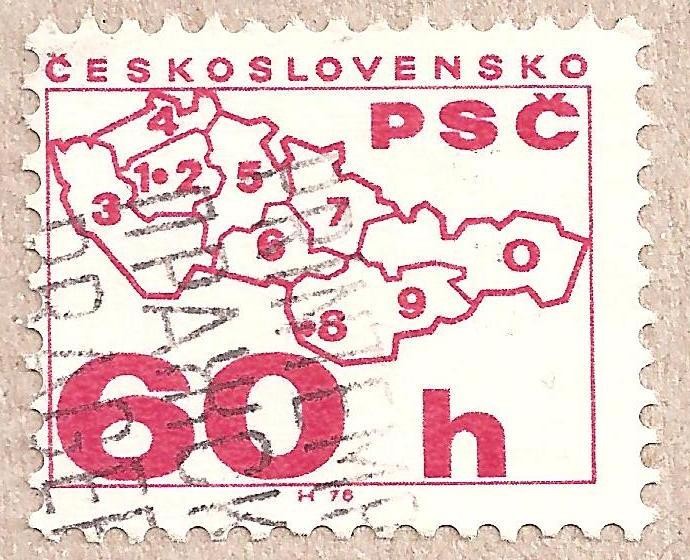 ČESKOSLOVENSKO
PSČ
4
1 2 5
3 7
6 0
9
8
60 h
H 76